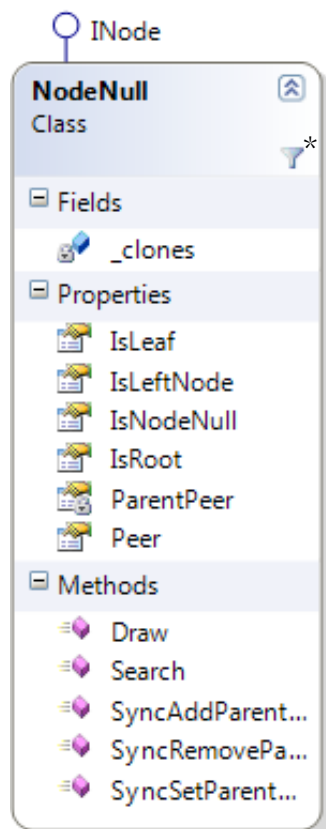 INode
NodeNull
Class
*
Fields
_clones
Properties
IsLeaf
IsLeftNode
IsNodeNull
IsRoot
ParentPeer
Peer
Methods
Draw
Search
SyncAddParent...
SyncRemovePa...
SyncSetParent...